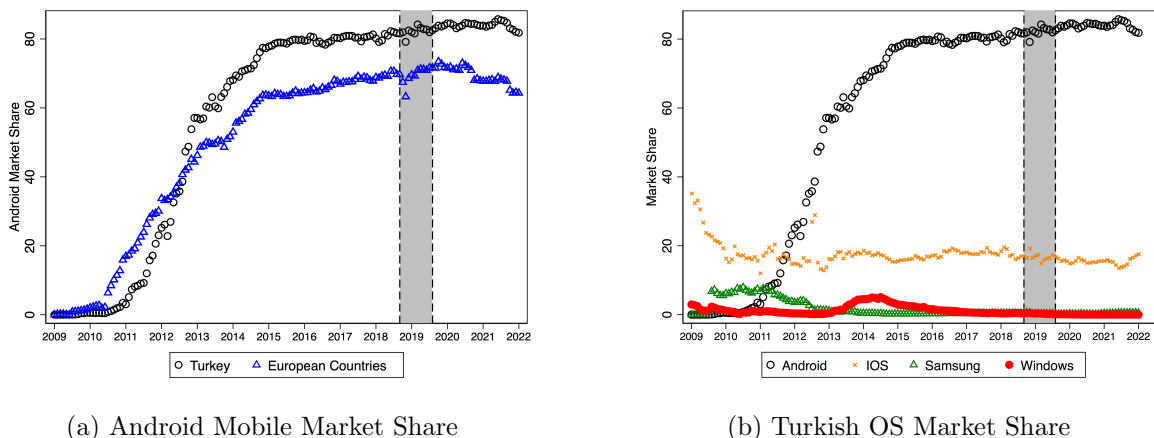 Android Market Share
80
60
40
20
0
2009 2010 2011 2012 2013 2014 2015 2016 2017 2018 2019 2020 2021 2022
Turkey European Countries
(a) Android Mobile Market Share
Market Share
80
60
40
20
0
2009 2010 2011 2012 2013 2014 2015 2016 2017 2018 2019 2020 2021 2022
Android IOS Samsung Windows
(b) Turkish OS Market Share